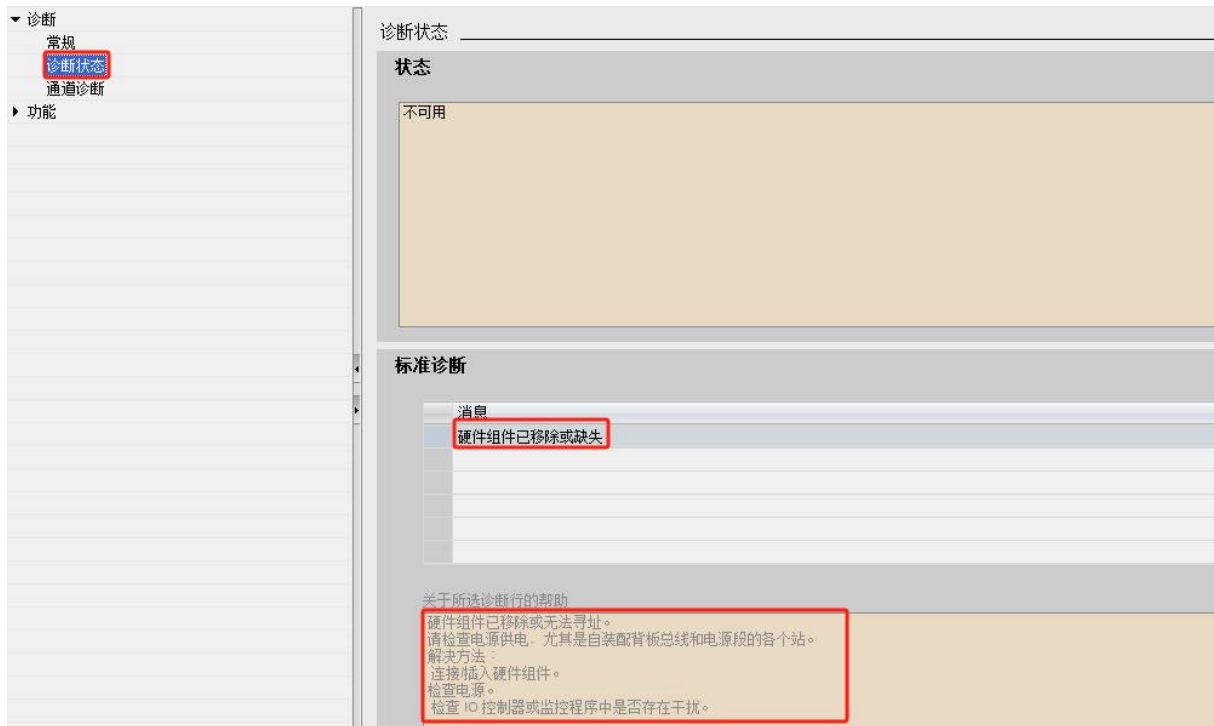 诊断
常规
诊断状态
通道诊断
功能
诊断状态
状态
不可用
标准诊断
消息
硬件组件已移除或缺失
关于所选诊断行的帮助
硬件组件已移除或无法寻址。
请检查电源供电，尤其是自装配背板总线和电源段的各个站。
解决方法：
连接/插入硬件组件。
检查电源。
检查 IO 控制器或监控程序中是否存在干扰。